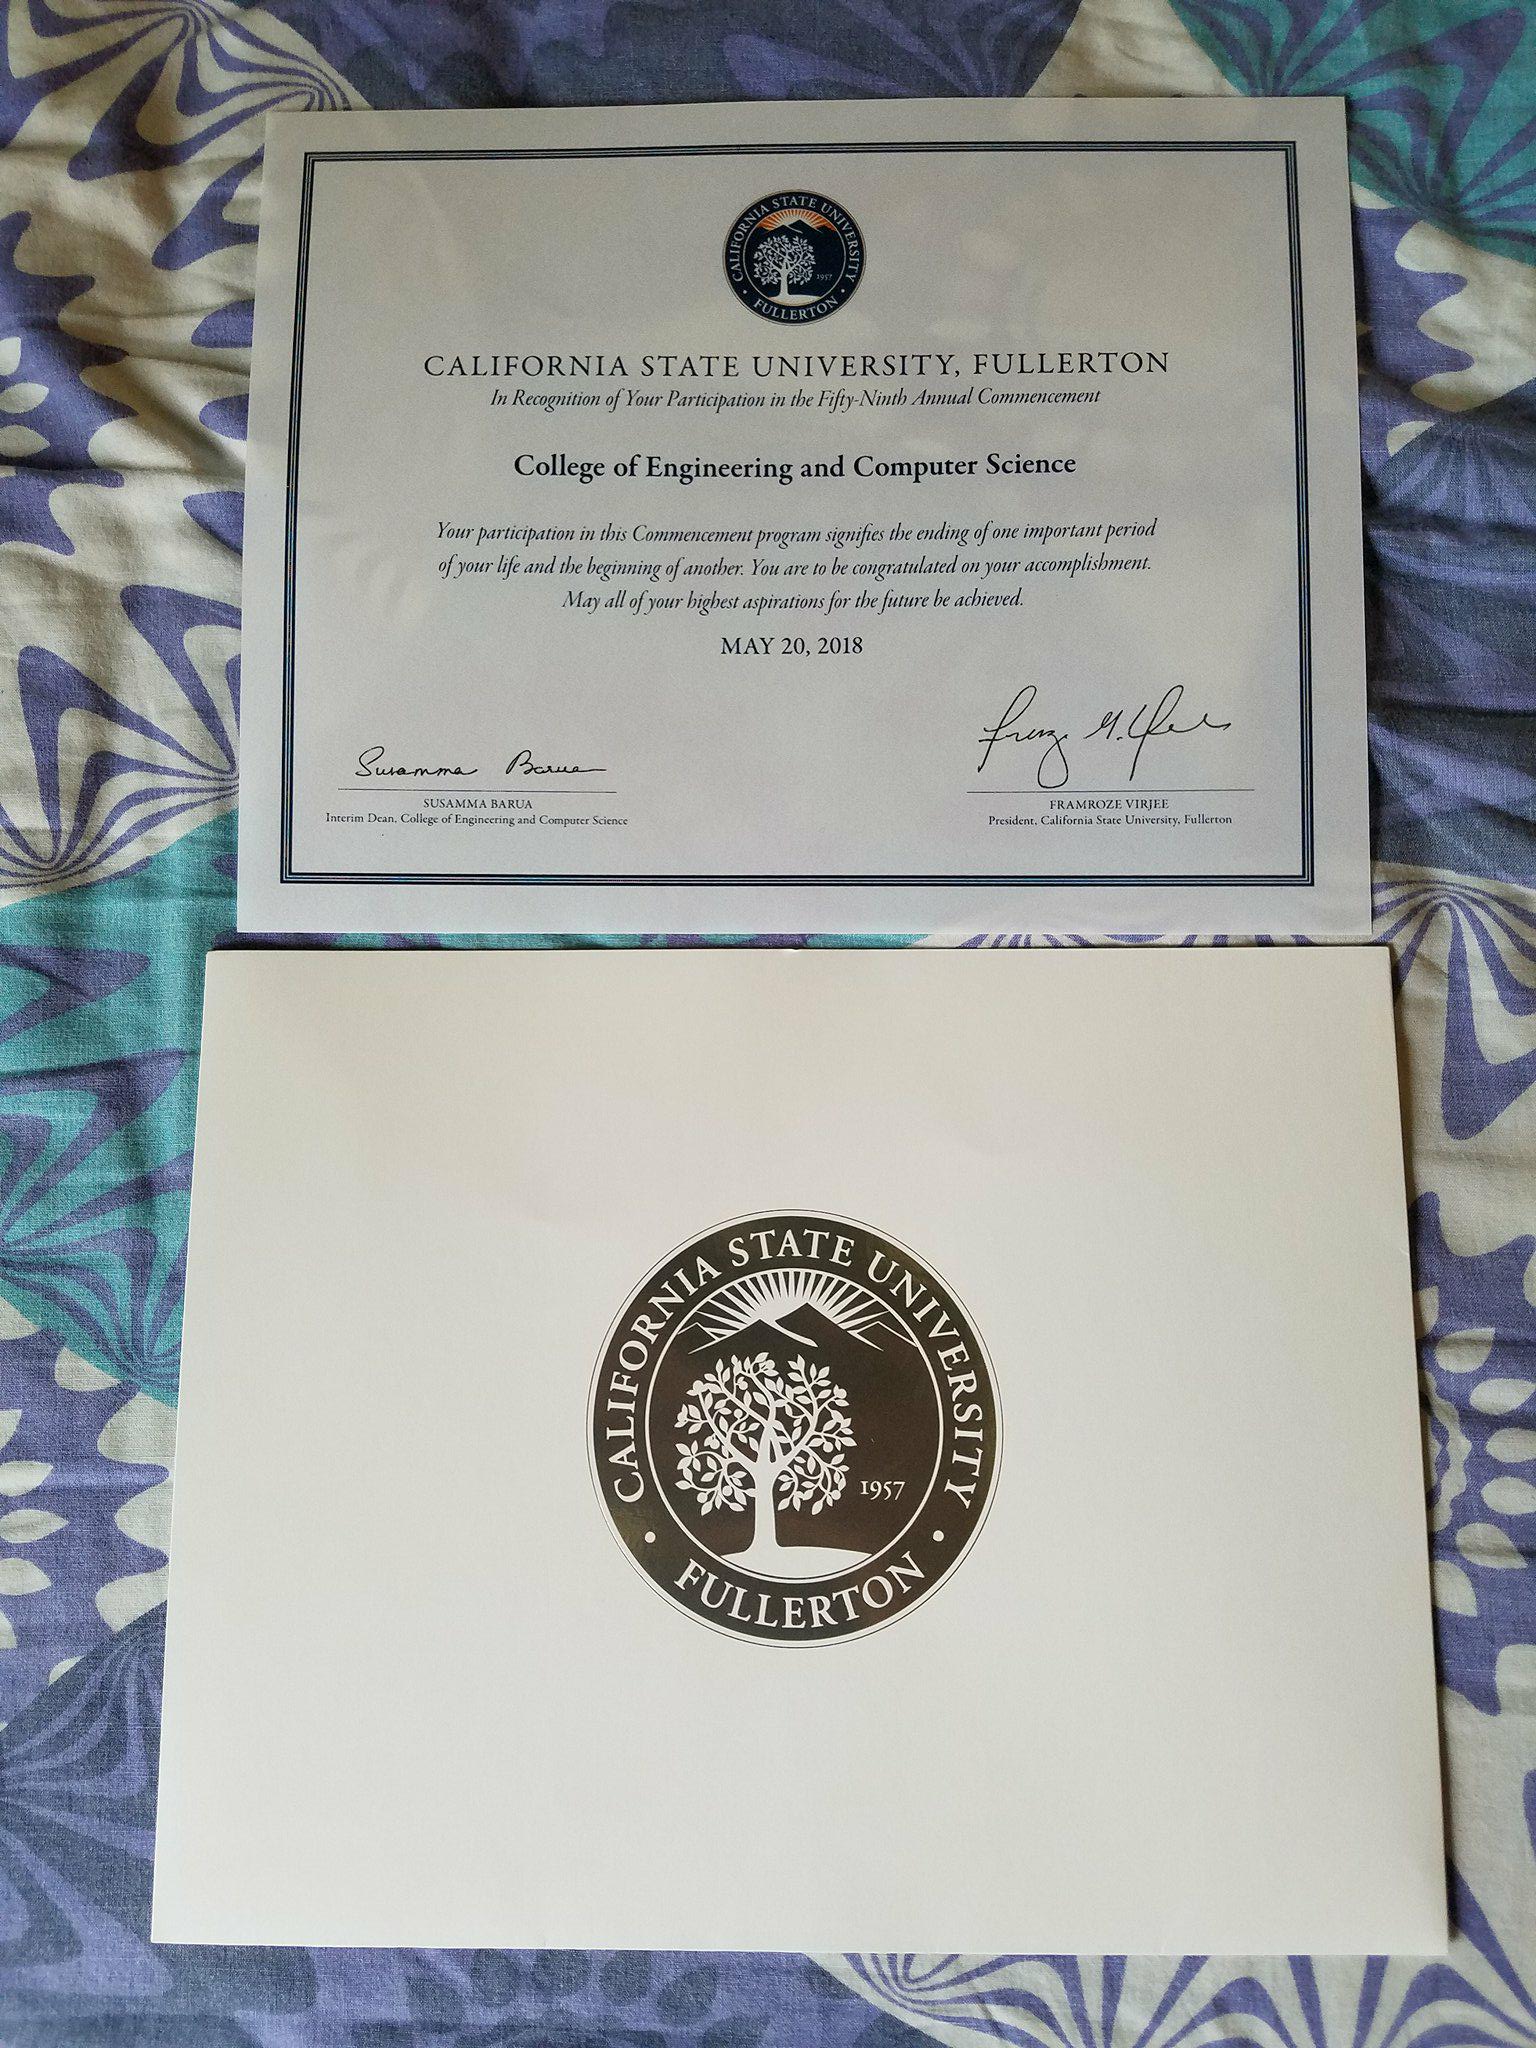 CALIFORNIA STATE UNIVERSITY
1957
FULLERTON
CALIFORNIA STATE UNIVERSITY, FULLERTON
In Recognition of Your Participation in the Fifty-Ninth Annual Commencement
College of Engineering and Computer Science
Your participation in this Commencement program signifies the ending of one important period
of your life and the beginning of another. You are to be congratulated on your accomplishment.
May all of your highest aspirations for the future be achieved.
MAY 20, 2018
Susamma Barua
SUSAMMA BARUA
Interim Dean, College of Engineering and Computer Science
FRAMROZE VIRJEE
President, California State University, Fullerton
CALIFORNIA STATE UNIVERSITY
1957
FULLERTON